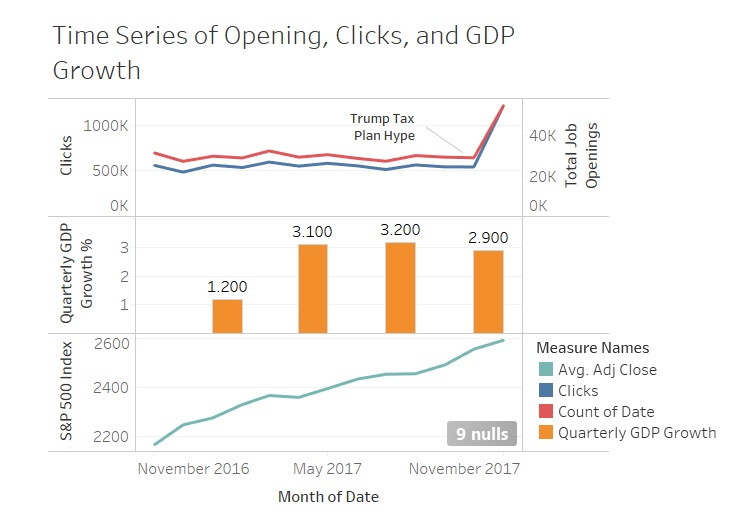 Time Series of Opening, Clicks, and GDP
Growth
Clicks
1000K
500K
0K
Trump Tax
Plan Hype
40K
20K
0K
Total Job
Openings
Quarterly GDP
Growth %
3
2
1
1.200
3.100
3.200
2.900
S&P 500 Index
2600
2400
2200
9 nulls
Measure Names
Avg. Adj Close
Clicks
Count of Date
Quarterly GDP Growth
November 2016
May 2017
November 2017
Month of Date